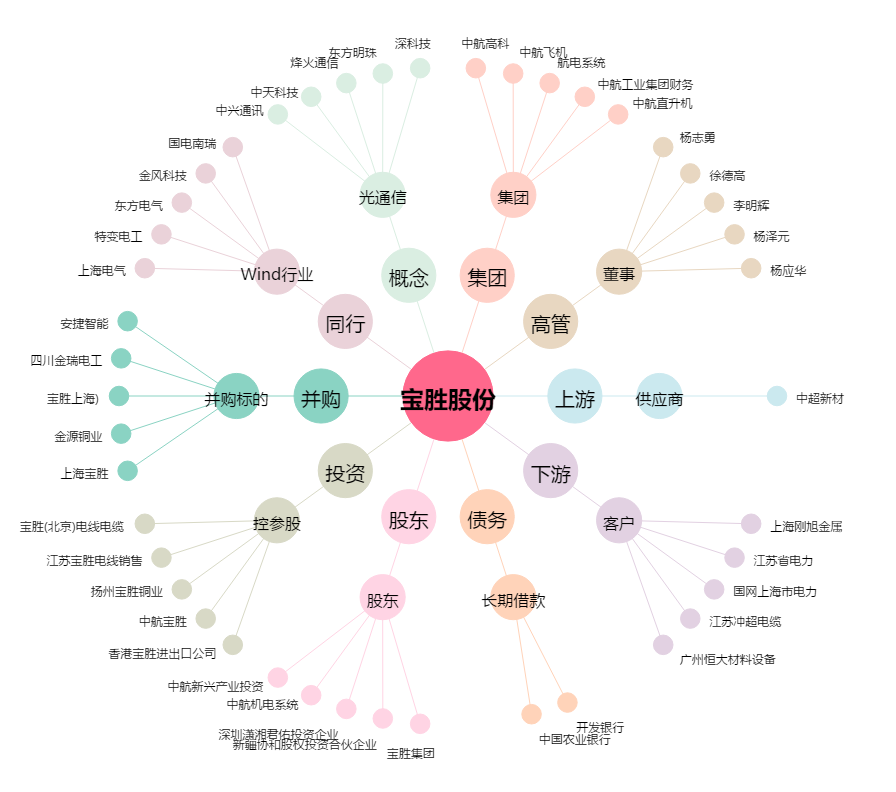 深科技
中航高科
东方明珠
中航飞机
烽火通信
航电系统
中天科技
中航工业集团财务
中兴通讯
中航直升机
国电南瑞
杨志勇
金风科技
徐德高
光通信
集团
东方电气
李明辉
特变电工
杨泽元
上海电气
Wind行业
概念
集团
董事
杨应华
同行
高管
安捷智能
四川金瑞电工
宝胜上海)
并购标的
并购
宝胜股份
上游
供应商
中超新材
金源铜业
上海宝胜
投资
下游
宝胜(北京)电线电缆
控参股
股东
债务
客户
上海刚旭金属
江苏宝胜电线销售
江苏省电力
扬州宝胜铜业
国网上海市电力
股东
长期借款
中航宝胜
江苏冲超电缆
香港宝胜进出口公司
广州恒大材料设备
中航新兴产业投资
中航机电系统
开发银行
深圳潇湘君佑投资企业
中国农业银行
新疆协和股权投资合伙企业
宝胜集团